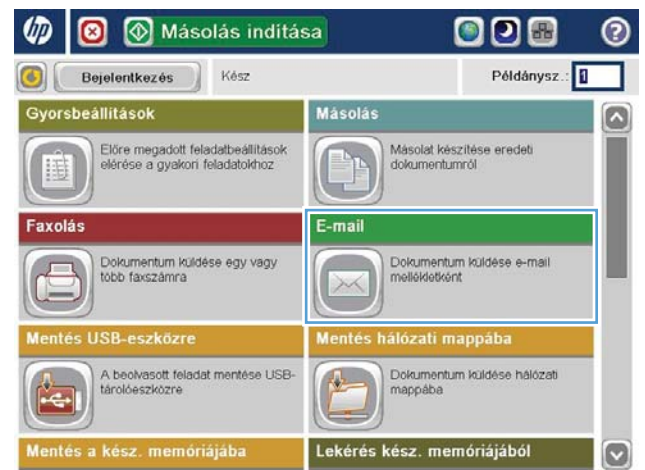 hp
Másolás indítása
?
Bejelentkezés
Kész
Példánysz.: 1
Gyorsbeállítások
Előre megadott feladatbeállítások
elérése a gyakori feladatokhoz
Másolás
Másolat készítése eredeti
dokumentumról
Faxolás
Dokumentum küldése egy vagy
több faxszámra
E-mail
Dokumentum küldése e-mail
mellékletként
Mentés USB-eszközre
A beolvasott feladat mentése USB-
tárolóeszközre
Mentés hálózati mappába
Dokumentum küldése hálózati
mappába
Mentés a kész. memóriájába
Lekérés kész. memóriájából